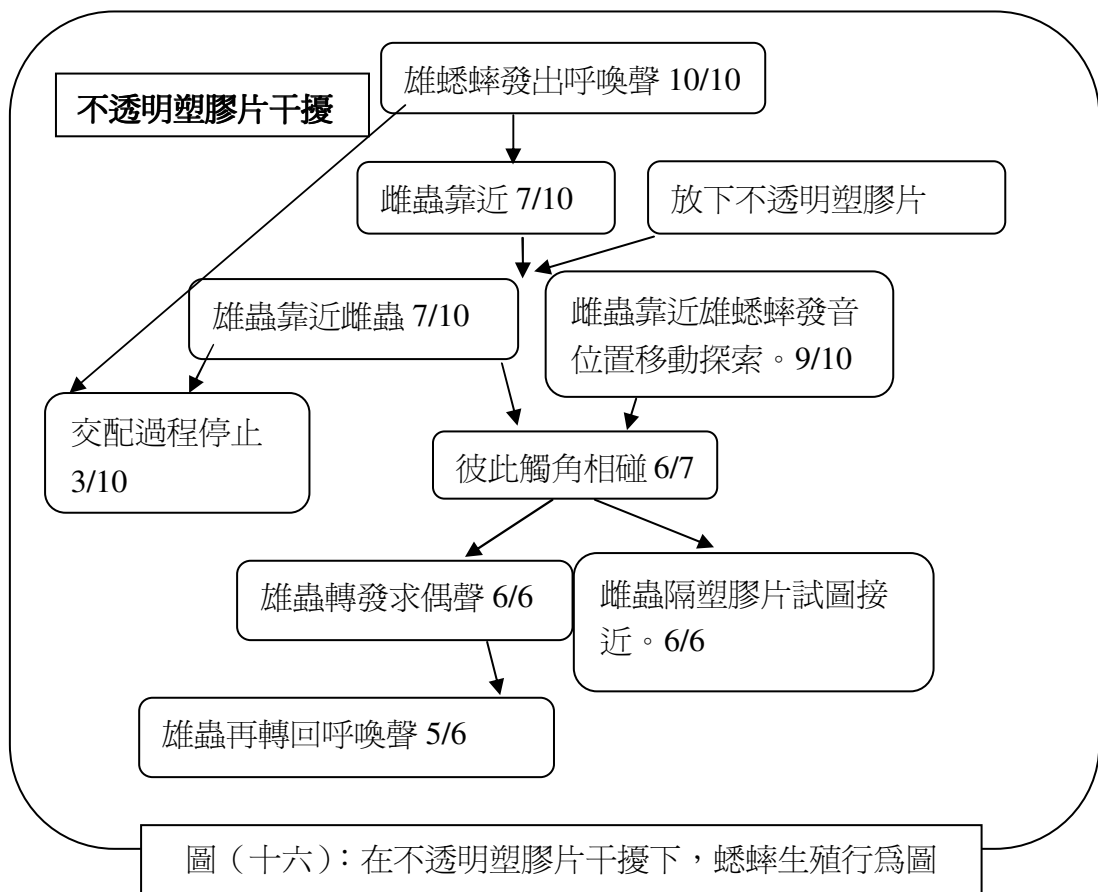 雄蟋蟀發出呼喚聲 10/10
不透明塑膠片干擾
雌蟲靠近 7/10
放下不透明塑膠片
雄蟲靠近雌蟲 7/10
雌蟲靠近雄蟋蟀發音
位置移動探索。9/10
交配過程停止
3/10
彼此觸角相碰 6/7
雄蟲轉發求偶聲 6/6
雌蟲隔塑膠片試圖接
近。6/6
雄蟲再轉回呼喚聲 5/6
圖（十六）：在不透明塑膠片干擾下，蟋蟀生殖行為圖